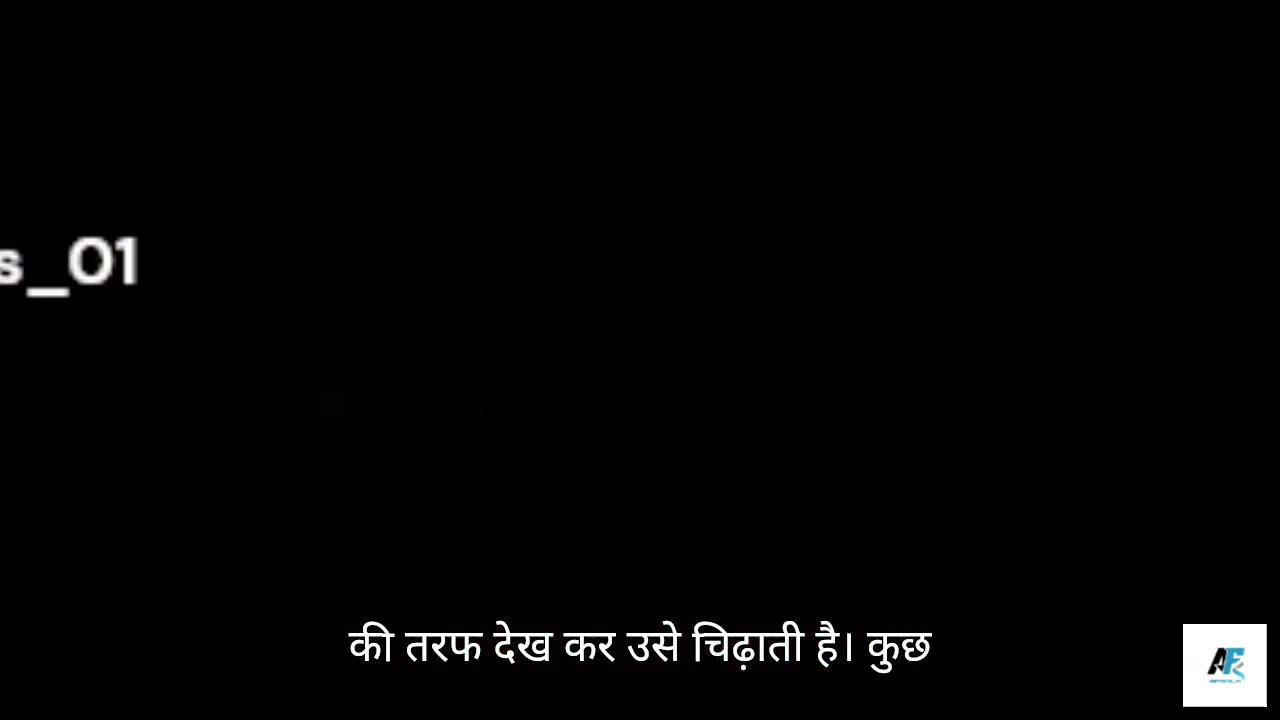 s_01
की तरफ देख कर उसे चिढ़ाती है। कुछ